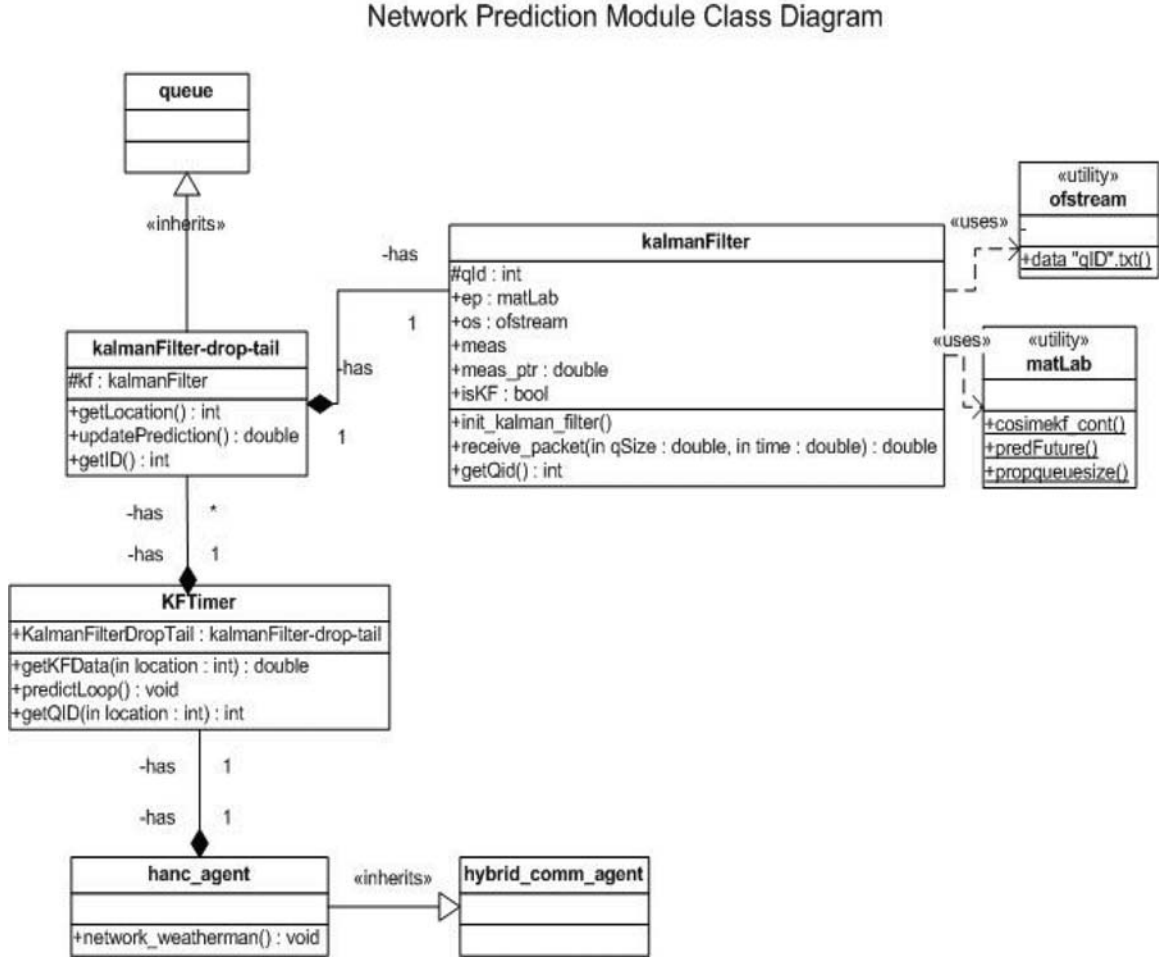 Network Prediction Module Class Diagram
queue
«inherits»
kalmanFilter-drop-tail
#kf : kalmanFilter
+getLocation() : int
+updatePrediction() : double
+getID() : int
-has
1
-has
1
kalmanFilter
#qId : int
+ep : matLab
+os : ofstream
+meas
+meas_ptr : double
+isKF : bool
+init_kalman_filter()
+receive_packet(in qSize : double, in time : double) : double
+getQid() : int
«uses»
«utility»
ofstream
-
+data "qID".txt()
«uses»
«utility»
matLab
+cosimekf_cont()
+predFuture()
+propqueuesize()
-has *
-has 1
KFTimer
+KalmanFilterDropTail : kalmanFilter-drop-tail
+getKFData(in location : int) : double
+predictLoop() : void
+getQID(in location : int) : int
-has 1
-has 1
hanc_agent
+network_weatherman() : void
«inherits»
hybrid_comm_agent